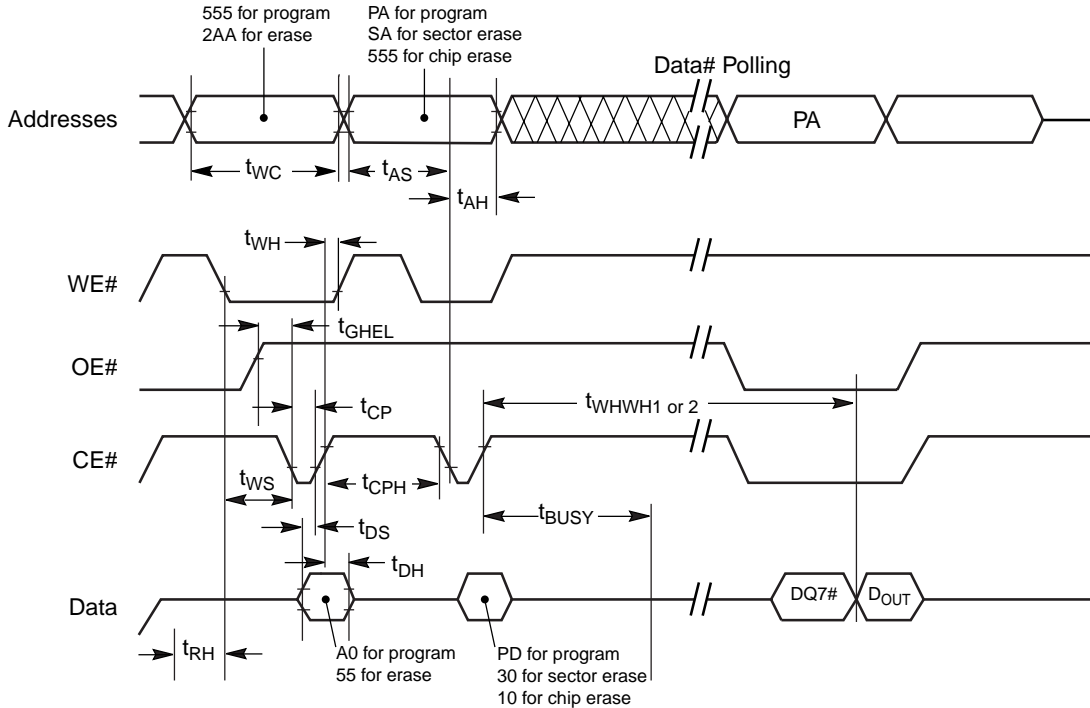 555 for program
2AA for erase
PA for program
SA for sector erase
555 for chip erase
Data# Polling
Addresses
PA
tWC
tAS
tAH
tWH
WE#
tGHEL
OE#
tWHWH1 or 2
tCP
CE#
tWS
tCPH
tBUSY
tDS
tDH
Data
DQ7#
DOUT
tRH
A0 for program
55 for erase
PD for program
30 for sector erase
10 for chip erase